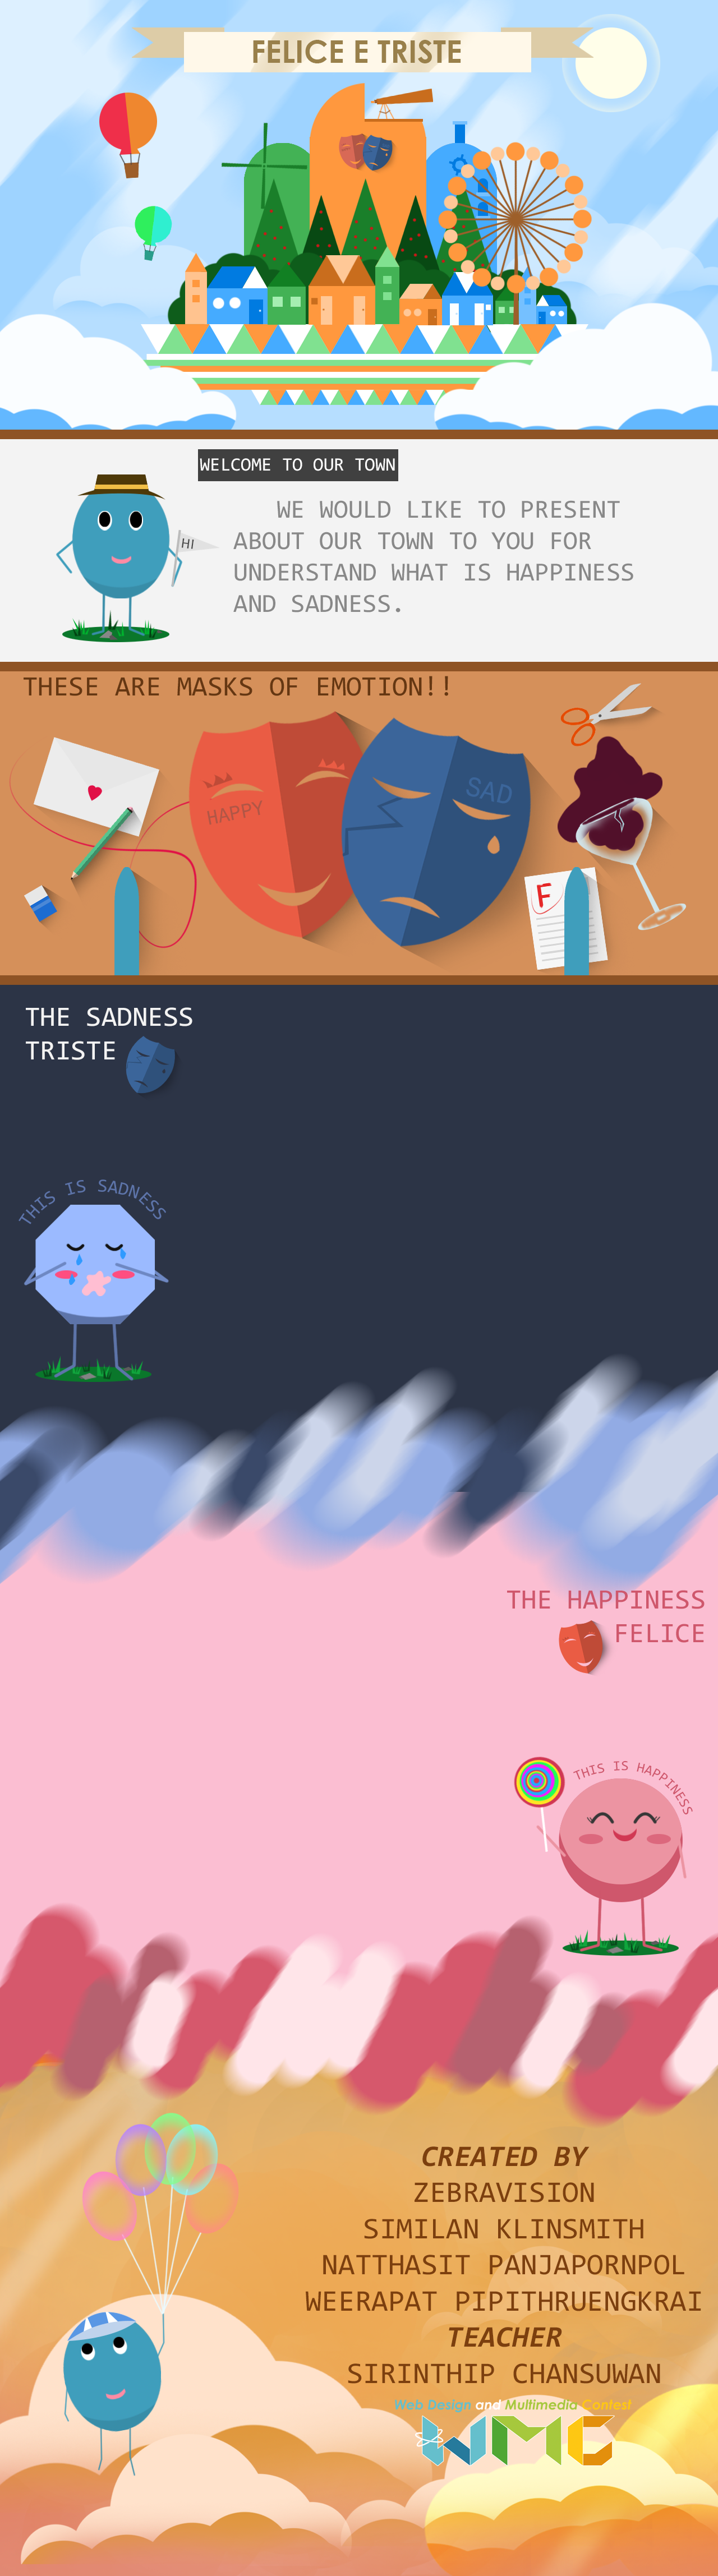 FELICE E TRISTE
WELCOME TO OUR TOWN
WE WOULD LIKE TO PRESENT
ABOUT OUR TOWN TO YOU FOR
UNDERSTAND WHAT IS HAPPINESS
AND SADNESS.
HI
THESE ARE MASKS OF EMOTION!!
HAPPY
SAD
F
THE SADNESS
TRISTE
THIS IS SADNESS
THE HAPPINESS
FELICE
THIS IS HAPPINESS
CREATED BY
ZEBRAVISION
SIMILAN KLINSMITH
NATTHASIT PANJAPORNPOL
WEERAPAT PIPITHRUENGKRAI
TEACHER
SIRINTHIP CHANSUWAN
Web Design and Multimedia Contest
WMC